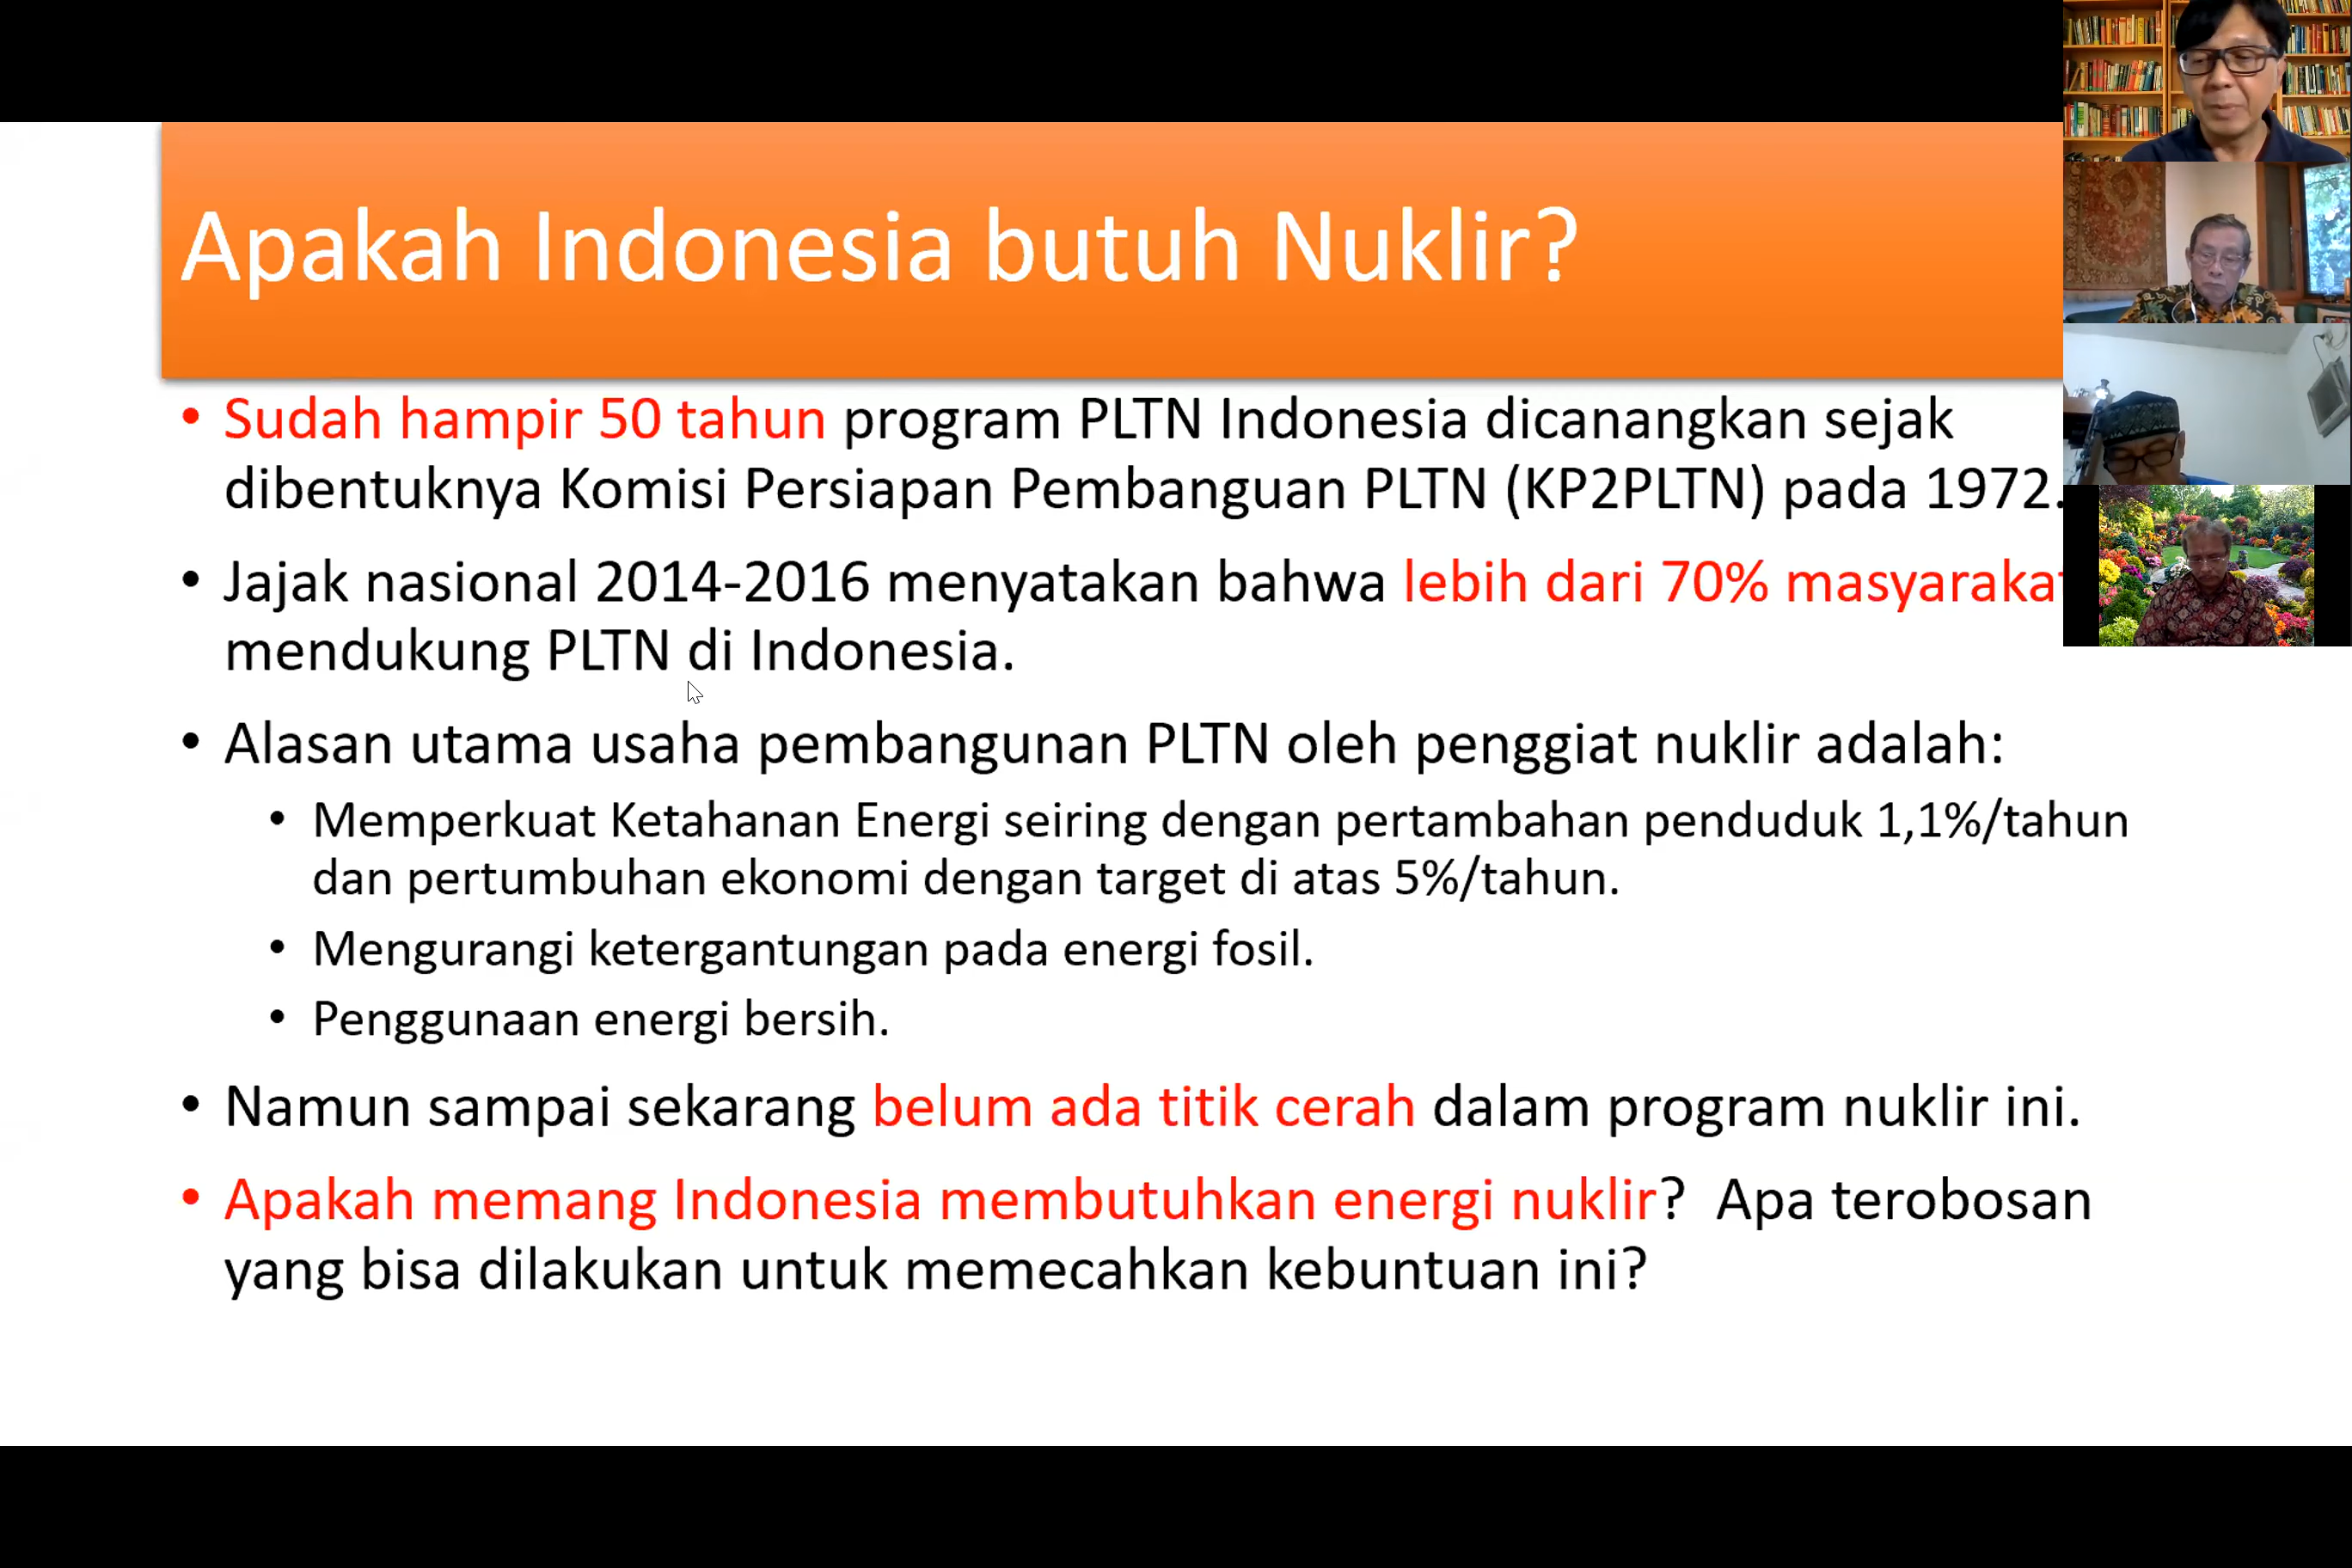 Apakah Indonesia butuh Nuklir?
• Sudah hampir 50 tahun program PLTN Indonesia dicanangkan sejak
dibentuknya Komisi Persiapan Pembanguan PLTN (KP2PLTN) pada 1972.
• Jajak nasional 2014-2016 menyatakan bahwa lebih dari 70% masyarakat
mendukung PLTN di Indonesia.
• Alasan utama usaha pembangunan PLTN oleh penggiat nuklir adalah:
• Memperkuat Ketahanan Energi seiring dengan pertambahan penduduk 1,1%/tahun
dan pertumbuhan ekonomi dengan target di atas 5%/tahun.
• Mengurangi ketergantungan pada energi fosil.
• Penggunaan energi bersih.
• Namun sampai sekarang belum ada titik cerah dalam program nuklir ini.
• Apakah memang Indonesia membutuhkan energi nuklir? Apa terobosan
yang bisa dilakukan untuk memecahkan kebuntuan ini?